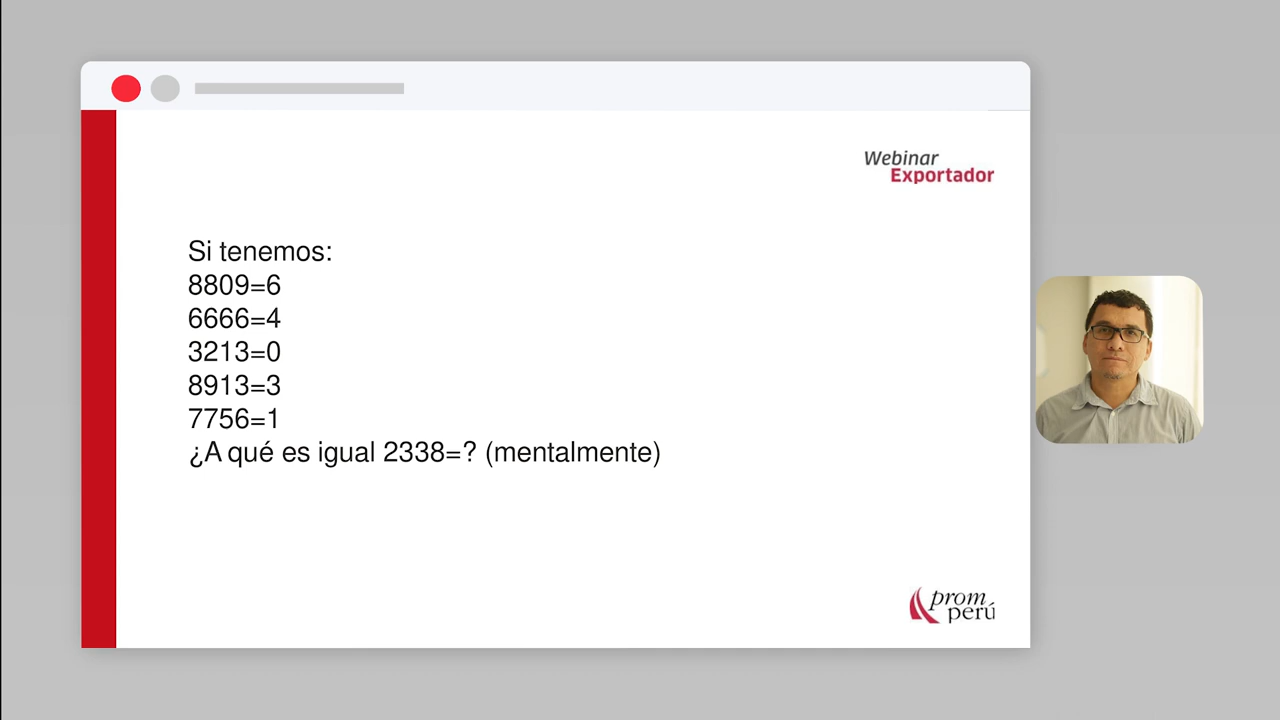 Webinar
Exportador
Si tenemos:
8809=6
6666=4
3213=0
8913=3
7756=1
¿A qué es igual 2338=? (mentalmente)
prom
perú